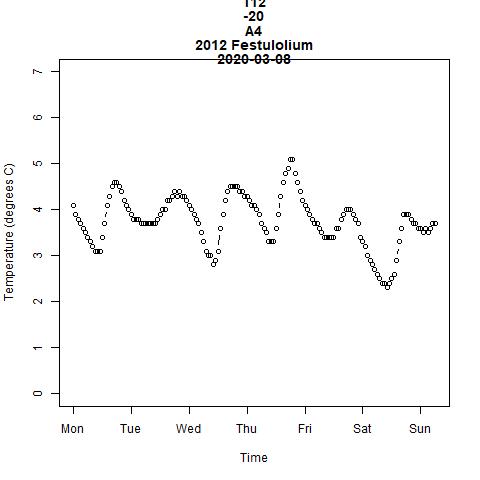 T12
-20
A4
2012 Festulolium
2020-03-08
Temperature (degrees C)
7
6
5
4
3
2
1
0
Mon Tue Wed Thu Fri Sat Sun
Time